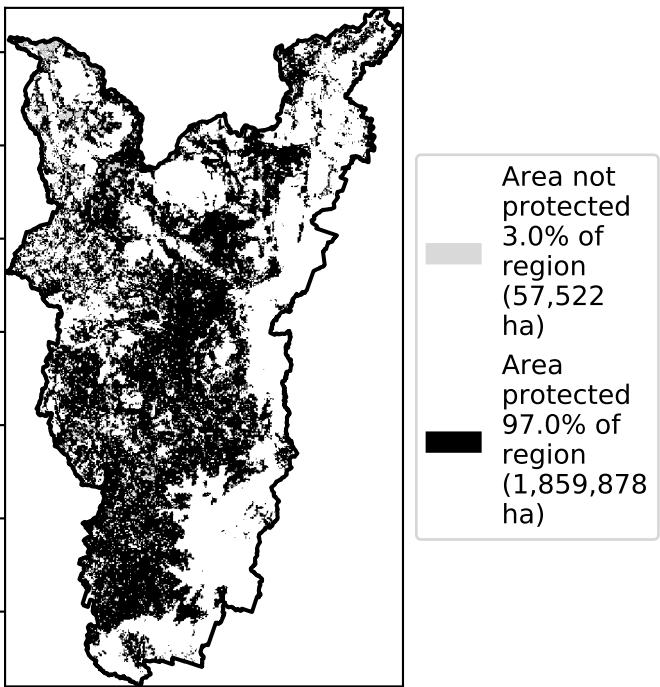 Area not
protected
3.0% of
region
(57,522
ha)
Area
protected
97.0% of
region
(1,859,878
ha)